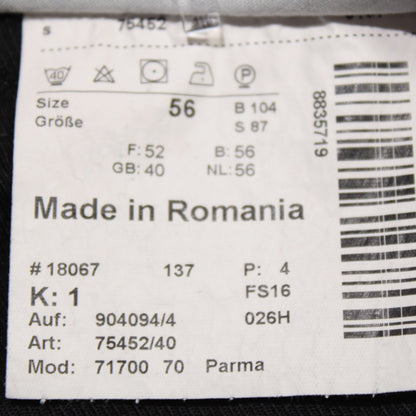 S 75452
40 P
Size 56 B 104
Größe S 87
F: 52 B: 56
GB: 40 NL: 56
Made in Romania
# 18067 137 P: 4
K: 1 FS16
Auf: 904094/4 026H
Art: 75452/40
Mod: 71700 70 Parma
8835719